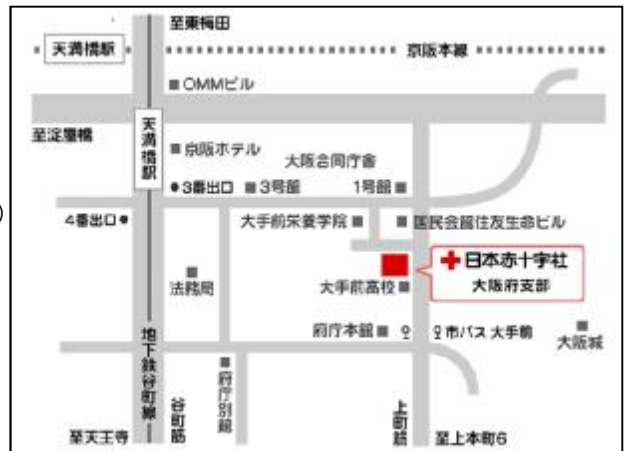 至東梅田
天満橋駅
京阪本線
OMMビル
至淀屋橋
天満橋駅
京阪ホテル
大阪合同庁舎
3番出口
3号館
1号館
4番出口
大手前栄養学院
国民会館住友生命ビル
日本赤十字社
大阪府支部
法務局
大手前高校
府庁本館
市バス 大手前
大阪城
地下鉄谷町線
府庁別館
谷町筋
上町筋
至天王寺
至上本町6